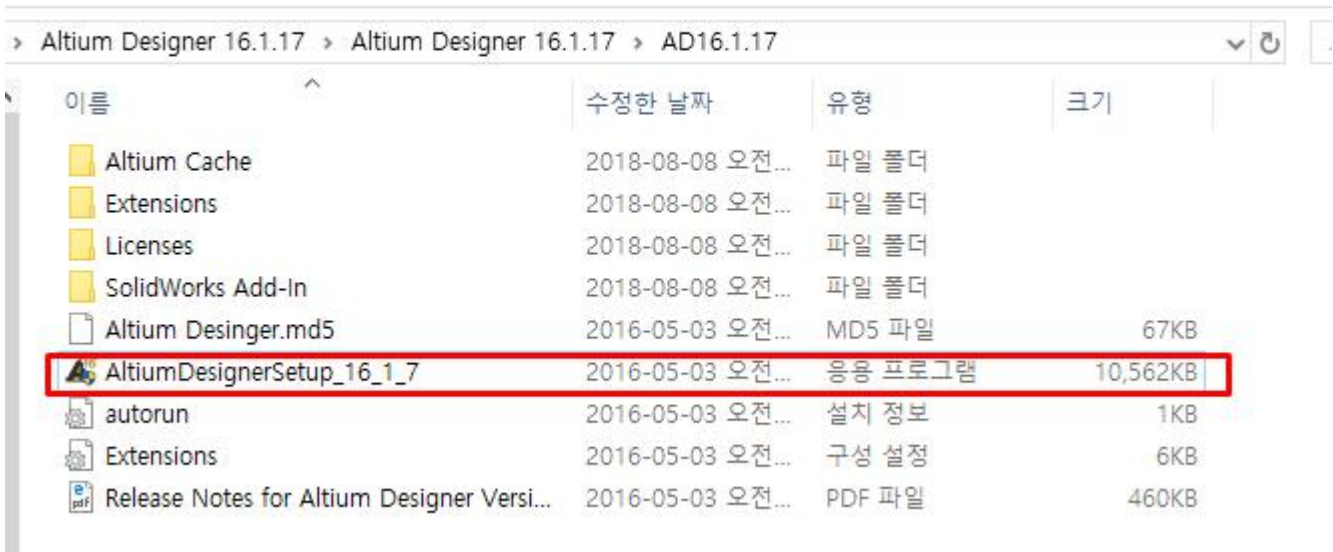 > Altium Designer 16.1.17 > Altium Designer 16.1.17 > AD16.1.17
이름 수정한 날짜 유형 크기
Altium Cache 2018-08-08 오전... 파일 폴더
Extensions 2018-08-08 오전... 파일 폴더
Licenses 2018-08-08 오전... 파일 폴더
SolidWorks Add-In 2018-08-08 오전... 파일 폴더
Altium Desinger.md5 2016-05-03 오전... MD5 파일 67KB
AltiumDesignerSetup_16_1_7 2016-05-03 오전... 응용 프로그램 10,562KB
autorun 2016-05-03 오전... 설치 정보 1KB
Extensions 2016-05-03 오전... 구성 설정 6KB
Release Notes for Altium Designer Versi... 2016-05-03 오전... PDF 파일 460KB